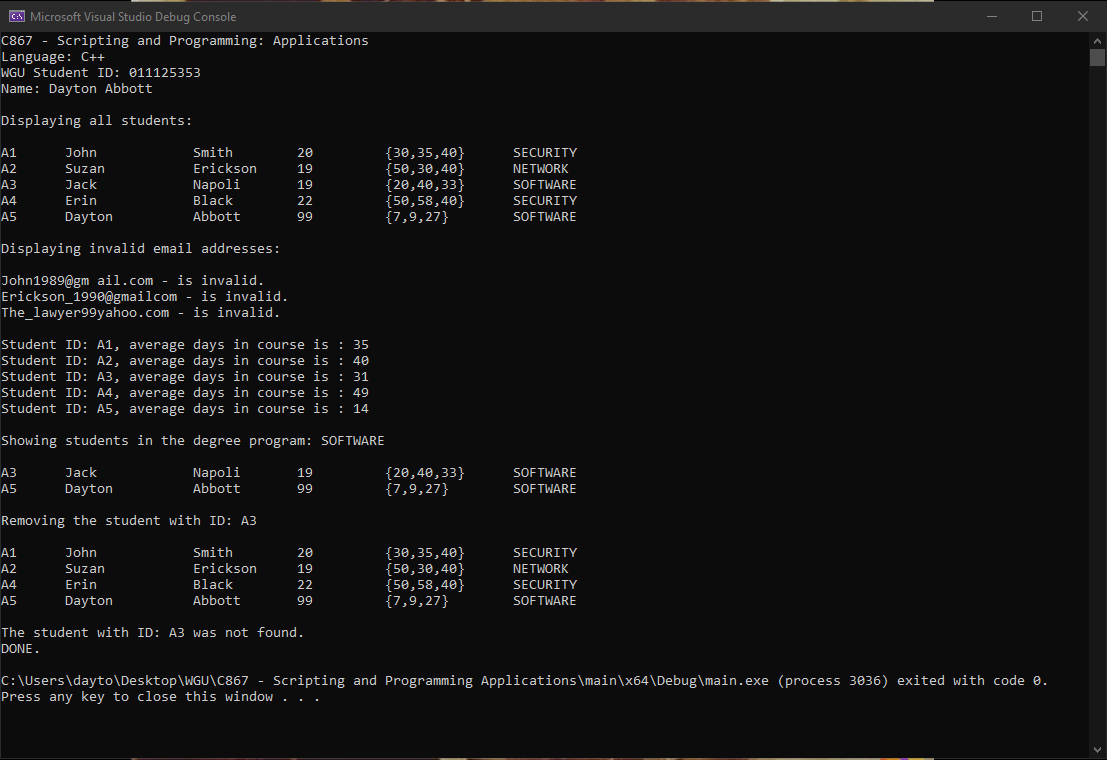 Microsoft Visual Studio Debug Console
C867 - Scripting and Programming: Applications
Language: C++
WGU Student ID: 011125353
Name: Dayton Abbott
Displaying all students:
A1 John Smith 20 {30,35,40} SECURITY
A2 Suzan Erickson 19 {50,30,40} NETWORK
A3 Jack Napoli 19 {20,40,33} SOFTWARE
A4 Erin Black 22 {50,58,40} SECURITY
A5 Dayton Abbott 99 {7,9,27} SOFTWARE
Displaying invalid email addresses:
John1989@gm ail.com - is invalid.
Erickson_1990@gmailcom - is invalid.
The_lawyer99yahoo.com - is invalid.
Student ID: A1, average days in course is : 35
Student ID: A2, average days in course is : 40
Student ID: A3, average days in course is : 31
Student ID: A4, average days in course is : 49
Student ID: A5, average days in course is : 14
Showing students in the degree program: SOFTWARE
A3 Jack Napoli 19 {20,40,33} SOFTWARE
A5 Dayton Abbott 99 {7,9,27} SOFTWARE
Removing the student with ID: A3
A1 John Smith 20 {30,35,40} SECURITY
A2 Suzan Erickson 19 {50,30,40} NETWORK
A4 Erin Black 22 {50,58,40} SECURITY
A5 Dayton Abbott 99 {7,9,27} SOFTWARE
The student with ID: A3 was not found.
DONE.
C:\Users\dayto\Desktop\WGU\C867 - Scripting and Programming Applications\main\x64\Debug\main.exe (process 3036) exited with code 0.
Press any key to close this window . . .